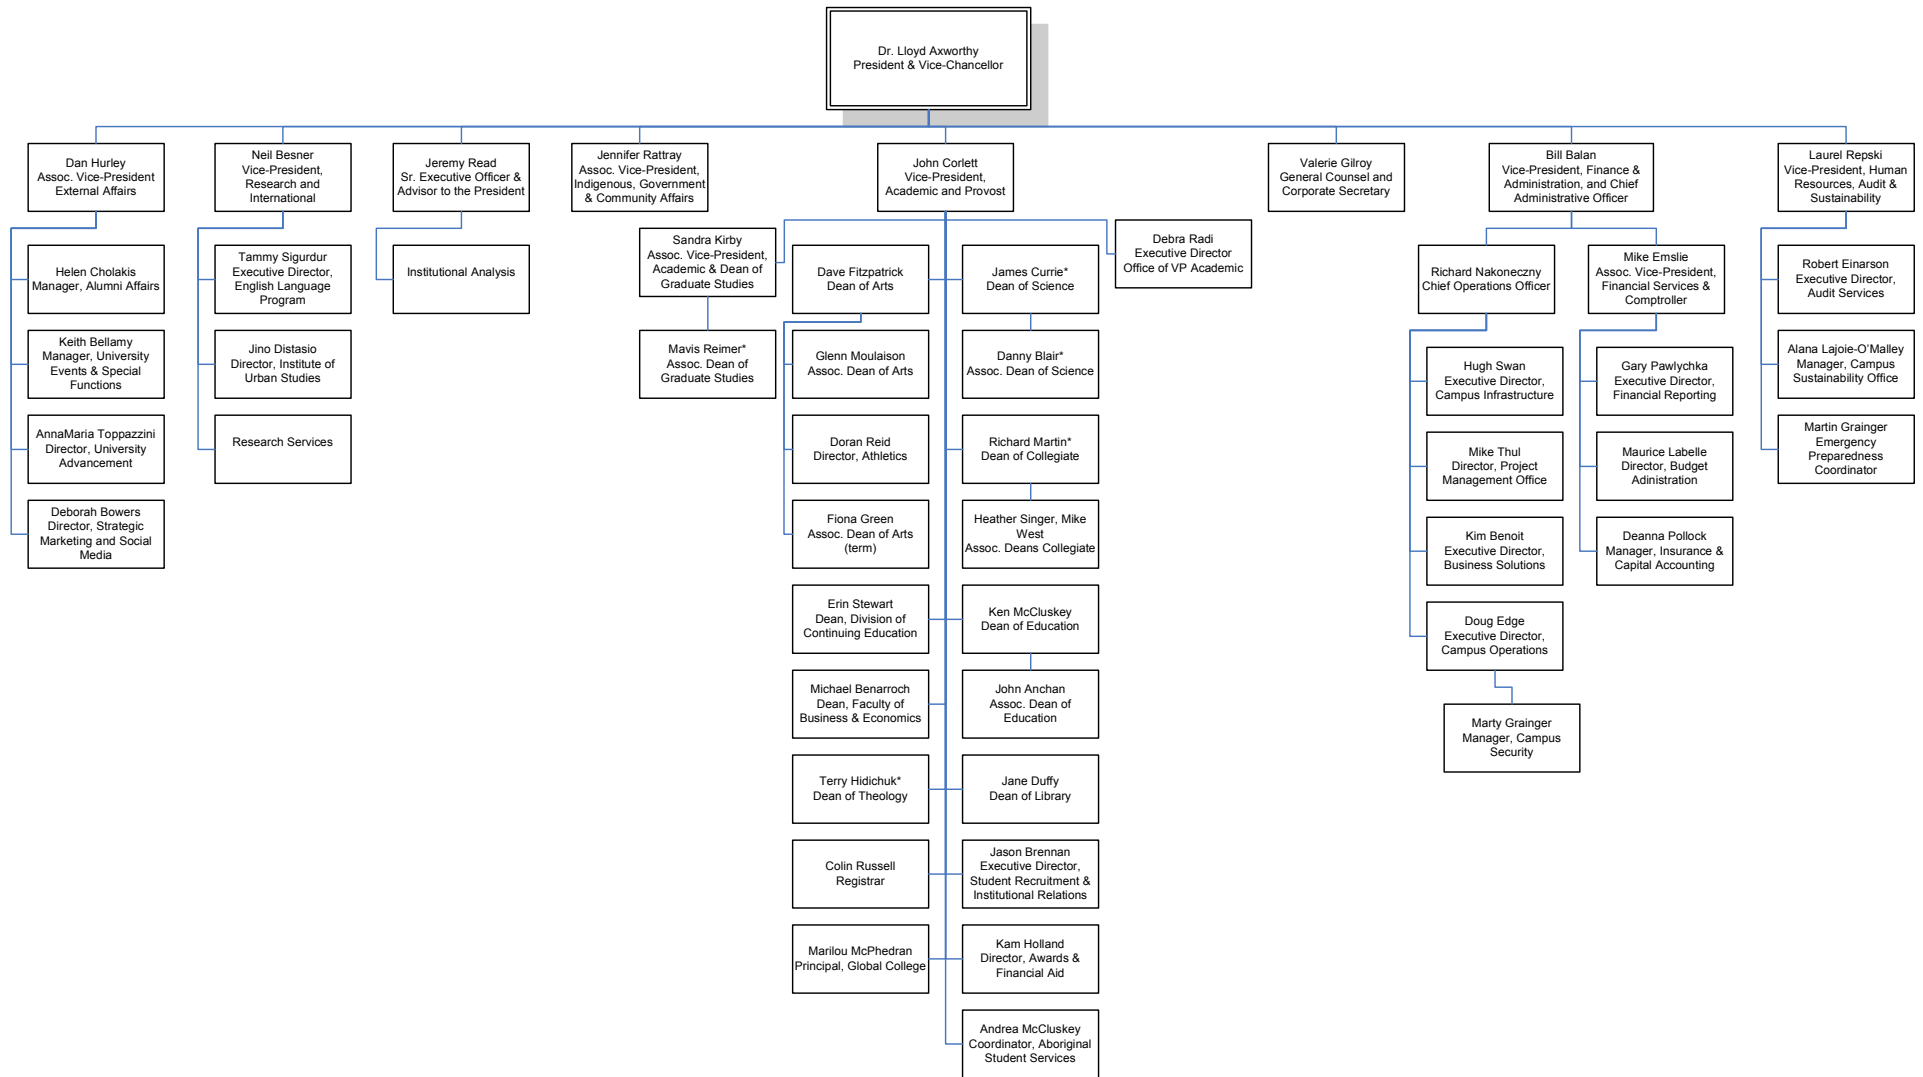 Dr. Lloyd Axworthy
President & Vice-Chancellor
Dan Hurley
Assoc. Vice-President
External Affairs
Neil Besner
Vice-President,
Research and
International
Jeremy Read
Sr. Executive Officer &
Advisor to the President
Jennifer Rattray
Assoc. Vice-President,
Indigenous, Government
& Community Affairs
John Corlett
Vice-President,
Academic and Provost
Valerie Gilroy
General Counsel and
Corporate Secretary
Bill Balan
Vice-President, Finance &
Administration, and Chief
Administrative Officer
Laurel Repski
Vice-President, Human
Resources, Audit &
Sustainability
Helen Cholakis
Manager, Alumni Affairs
Keith Bellamy
Manager, University
Events & Special
Functions
AnnaMaria Toppazzini
Director, University
Advancement
Deborah Bowers
Director, Strategic
Marketing and Social
Media
Tammy Sigurdur
Executive Director,
English Language
Program
Jino Distasio
Director, Institute of
Urban Studies
Research Services
Institutional Analysis
Sandra Kirby
Assoc. Vice-President,
Academic & Dean of
Graduate Studies
Mavis Reimer*
Assoc. Dean of
Graduate Studies
Dave Fitzpatrick
Dean of Arts
Glenn Moulaison
Assoc. Dean of Arts
Doran Reid
Director, Athletics
Fiona Green
Assoc. Dean of Arts
(term)
Erin Stewart
Dean, Division of
Continuing Education
Michael Benarroch
Dean, Faculty of
Business & Economics
Terry Hidichuk*
Dean of Theology
Colin Russell
Registrar
Marilou McPhedran
Principal, Global College
James Currie*
Dean of Science
Danny Blair*
Assoc. Dean of Science
Richard Martin*
Dean of Collegiate
Heather Singer, Mike
West
Assoc. Deans Collegiate
Ken McCluskey
Dean of Education
John Anchan
Assoc. Dean of
Education
Jane Duffy
Dean of Library
Jason Brennan
Executive Director,
Student Recruitment &
Institutional Relations
Kam Holland
Director, Awards &
Financial Aid
Andrea McCluskey
Coordinator, Aboriginal
Student Services
Debra Radi
Executive Director
Office of VP Academic
Richard Nakoneczny
Chief Operations Officer
Hugh Swan
Executive Director,
Campus Infrastructure
Mike Thul
Director, Project
Management Office
Kim Benoit
Executive Director,
Business Solutions
Doug Edge
Executive Director,
Campus Operations
Marty Grainger
Manager, Campus
Security
Mike Emslie
Assoc. Vice-President,
Financial Services &
Comptroller
Gary Pawlychka
Executive Director,
Financial Reporting
Maurice Labelle
Director, Budget
Adinistration
Deanna Pollock
Manager, Insurance &
Capital Accounting
Robert Einarson
Executive Director,
Audit Services
Alana Lajoie-O’Malley
Manager, Campus
Sustainability Office
Martin Grainger
Emergency
Preparedness
Coordinator